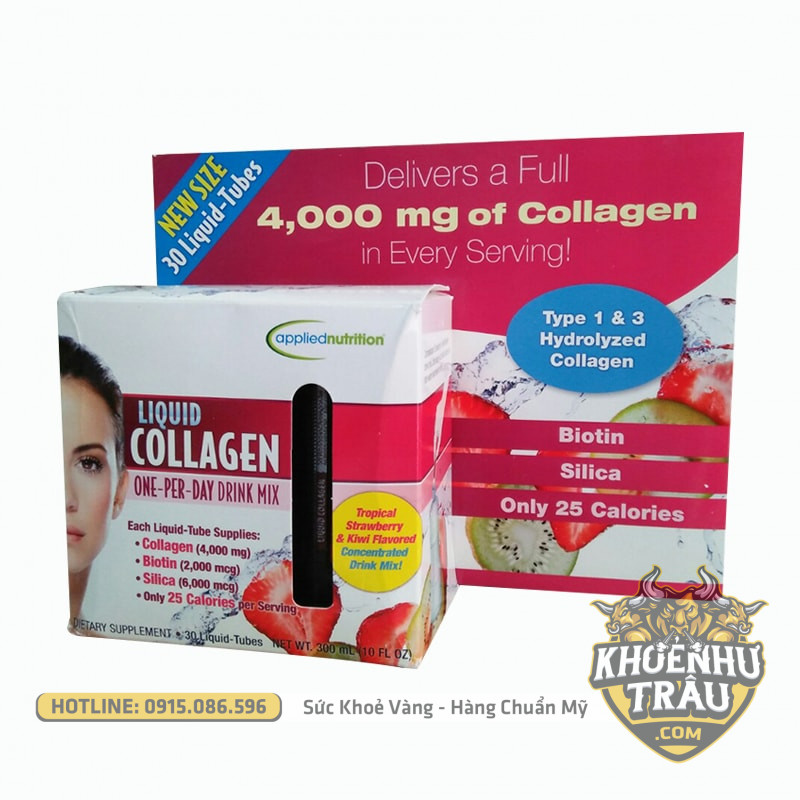 NEW SIZE
30 Liquid-Tubes
Delivers a Full
4,000 mg of Collagen
in Every Serving!
Type 1 & 3
Hydrolyzed
Collagen
Biotin
Silica
Only 25 Calories
appliednutrition
LIQUID
COLLAGEN
ONE-PER-DAY DRINK MIX
Each Liquid-Tube Supplies:
• Collagen (4,000 mg)
• Biotin (2,000 mcg)
• Silica (6,000 mcg)
• Only 25 Calories per Serving
LIQUID COLLAGEN
Tropical
Strawberry
& Kiwi Flavored
Concentrated
Drink Mix!
DIETARY SUPPLEMENT • 30 Liquid-Tubes NET WT. 300 mL (10 FL OZ)
HOTLINE: 0915.086.596
Sức Khoẻ Vàng - Hàng Chuẩn Mỹ
KHOẺ NHƯ
TRÂU
.COM